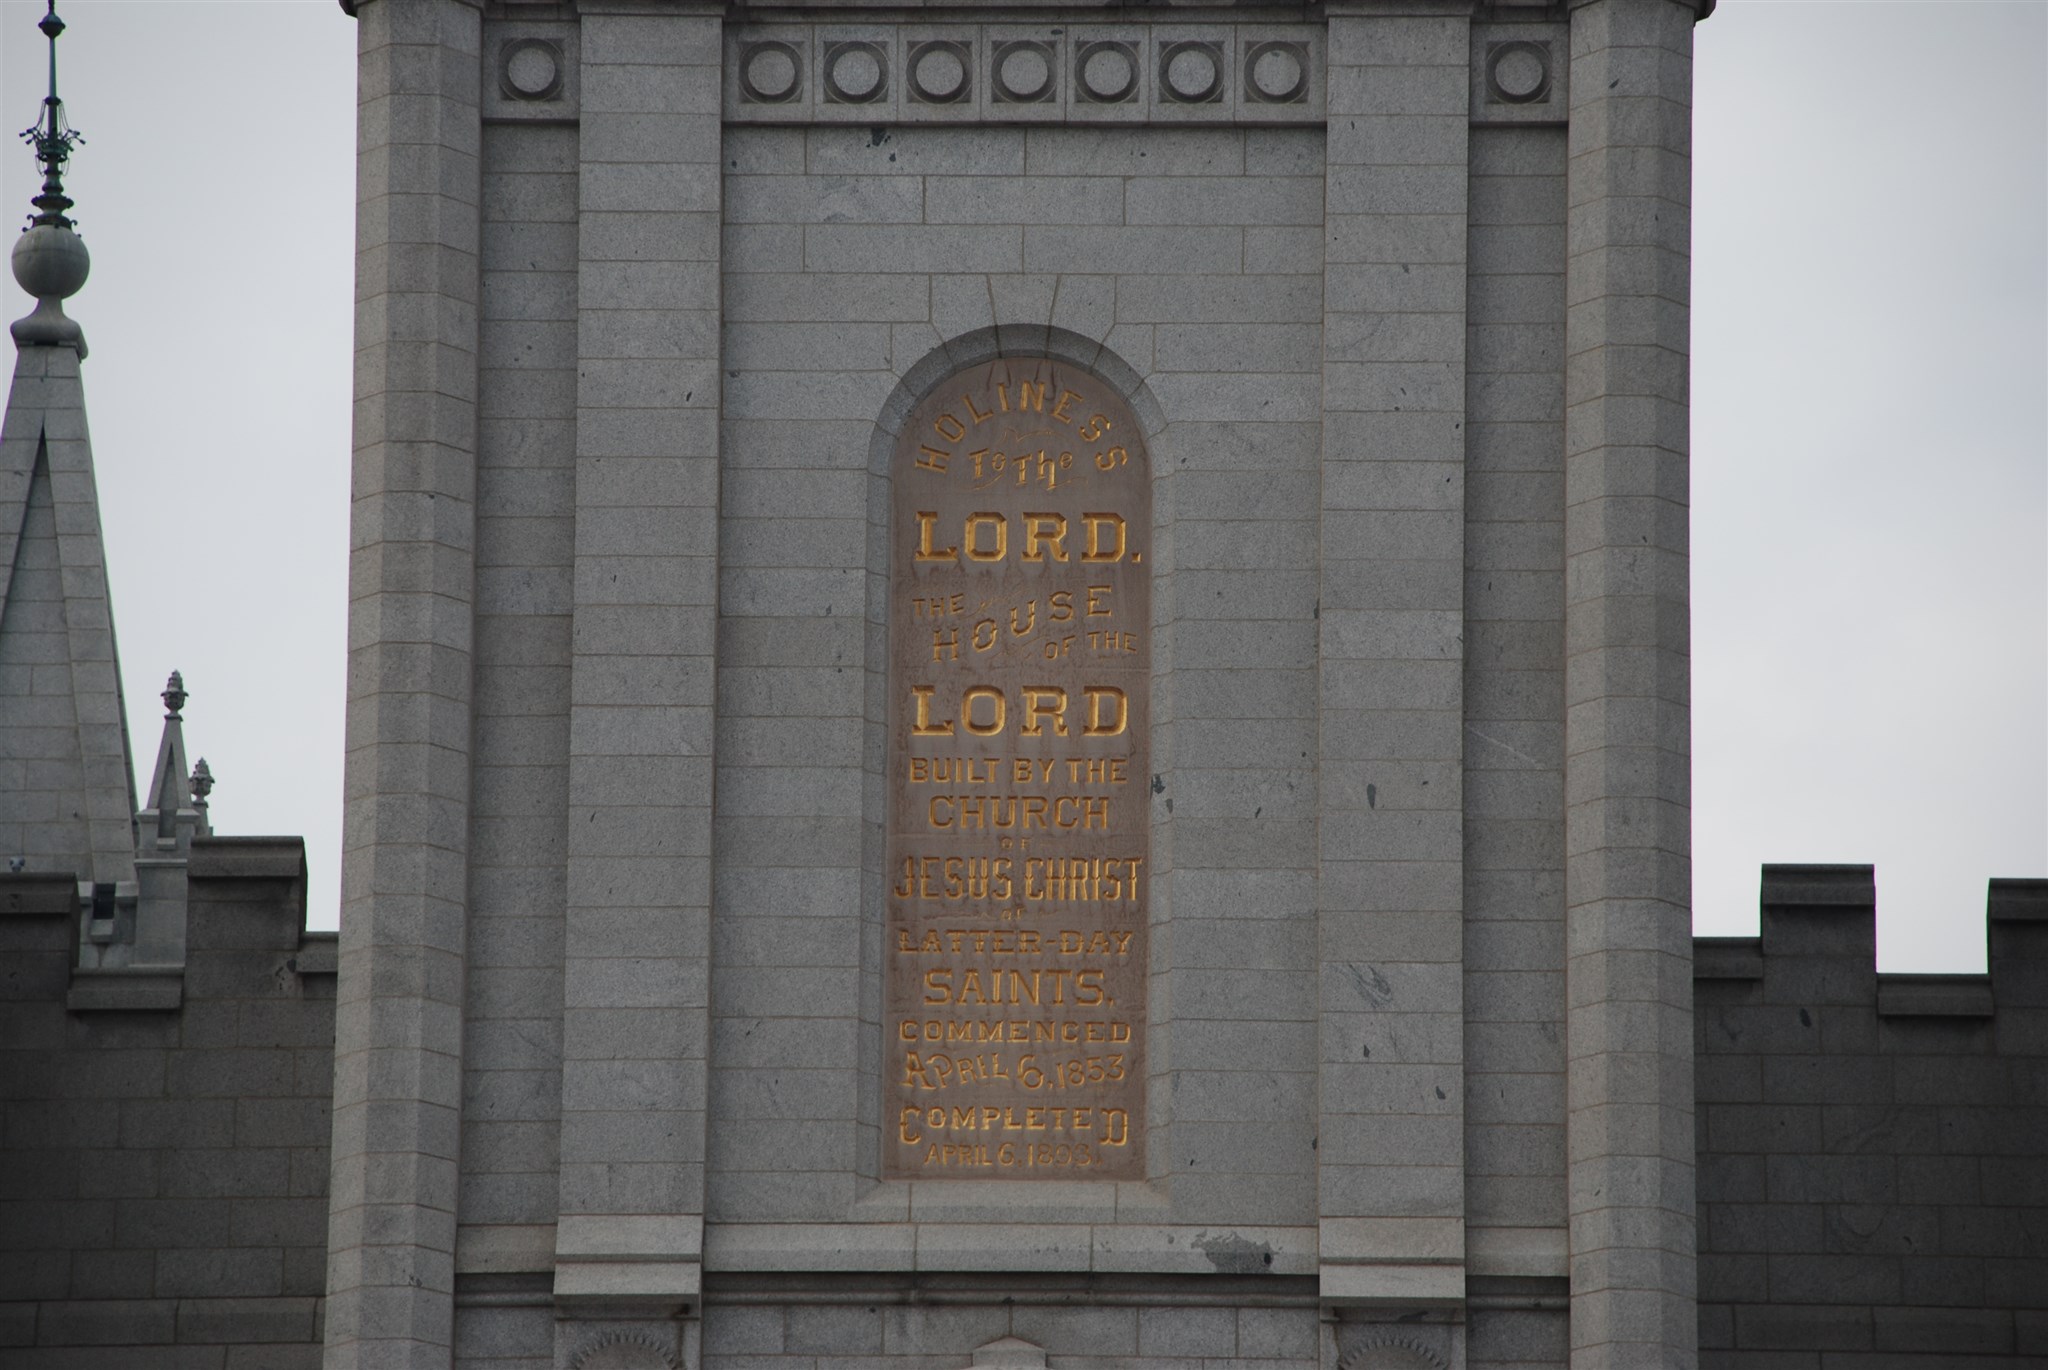 HOLINESS
To The
LORD.
THE HOUSE OF THE
LORD
BUILT BY THE
CHURCH
OF
JESUS CHRIST
OF
LATTER-DAY
SAINTS.
COMMENCED
APRIL 6, 1853
COMPLETED
APRIL 6, 1893.